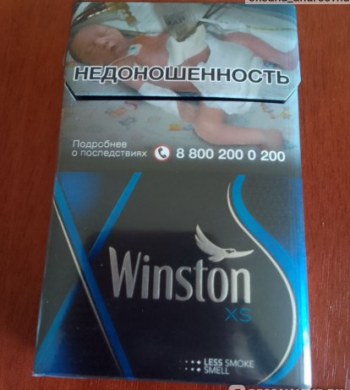 НЕДОНОШЕННОСТЬ
Подробнее
о последствиях 8 800 200 0 200
Winston
XS
LESS SMOKE
SMELL